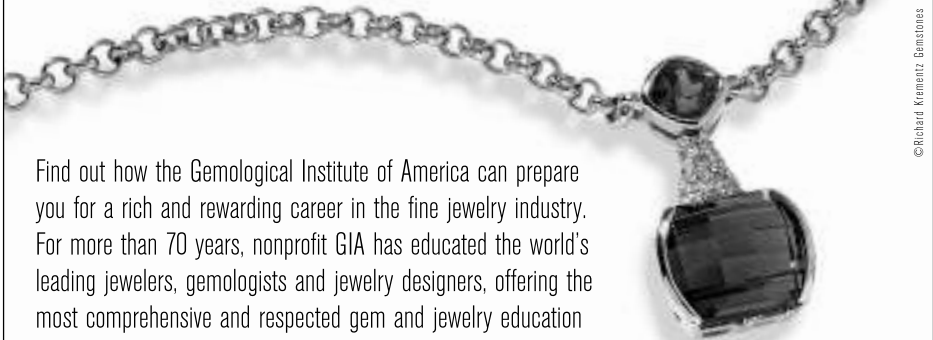 Find out how the Gemological Institute of America can prepare
you for a rich and rewarding career in the fine jewelry industry.
For more than 70 years, nonprofit GIA has educated the world's
leading jewelers, gemologists and jewelry designers, offering the
most comprehensive and respected gem and jewelry education
©Richard Krementz Gemstones